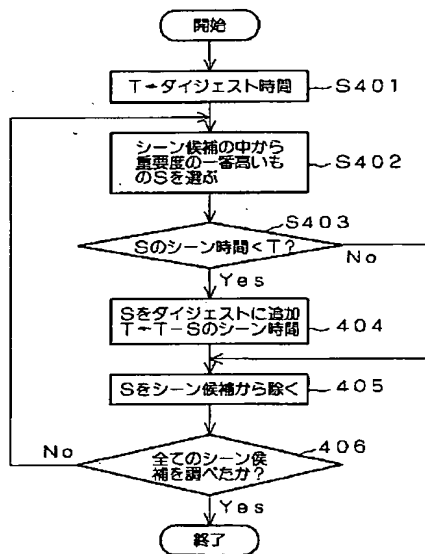 開始
T←ダイジェスト時間
S401
シーン候補の中から
重要度の一番高いも
のSを選ぶ
S402
S403
Sのシーン時間<T?
No
Yes
Sをダイジェストに追加
T←T-Sのシーン時間
404
Sをシーン候補から除く
405
406
No
全てのシーン候
補を調べたか?
Yes
終了